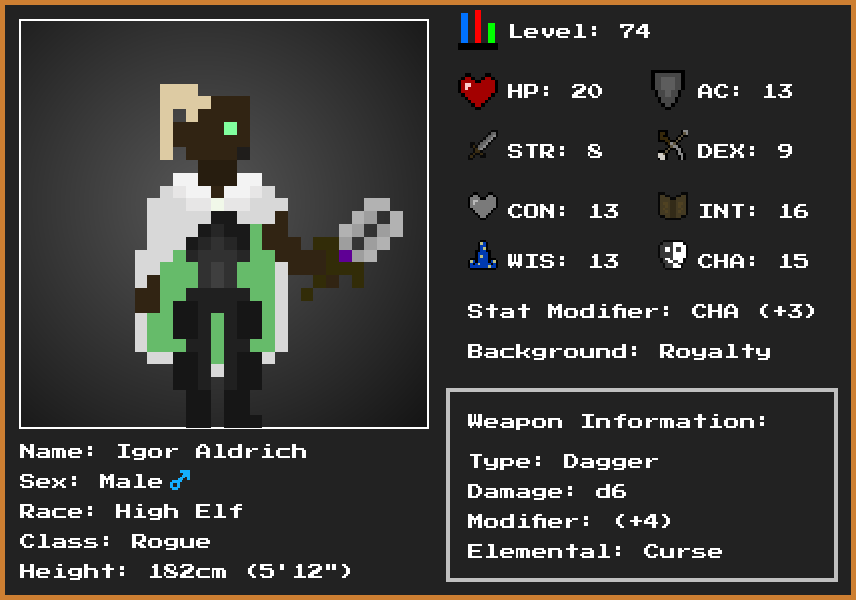 Level: 74
HP: 20
AC: 13
STR: 8
DEX: 9
CON: 13
INT: 16
WIS: 13
CHA: 15
Stat Modifier: CHA (+3)
Background: Royalty
Weapon Information:
Type: Dagger
Damage: d6
Modifier: (+4)
Elemental: Curse
Name: Igor Aldrich
Sex: Male ♂
Race: High Elf
Class: Rogue
Height: 182cm (5'12")